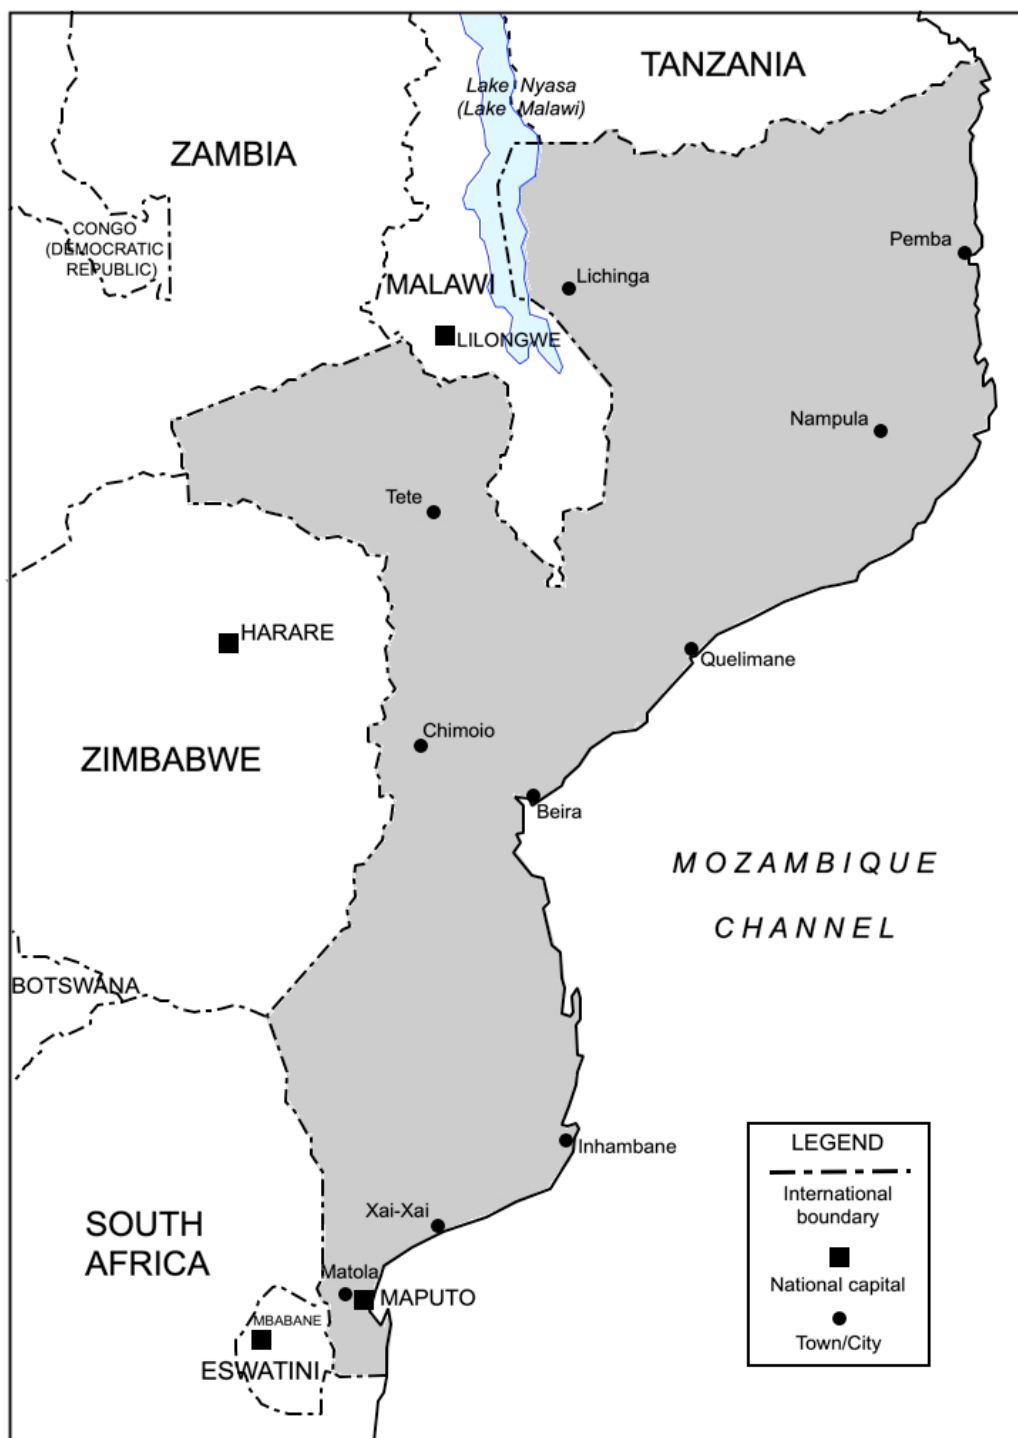 TANZANIA
Lake Nyasa
(Lake Malawi)
ZAMBIA
CONGO
(DEMOCRATIC
REPUBLIC)
Pemba
MALAWI
Lichinga
LILONGWE
Nampula
Tete
HARARE
Quelimane
Chimoio
ZIMBABWE
Beira
MOZAMBIQUE
CHANNEL
BOTSWANA
Inhambane
Xai-Xai
SOUTH
AFRICA
Matola
MAPUTO
MBABANE
ESWATINI
LEGEND
International
boundary
National capital
Town/City